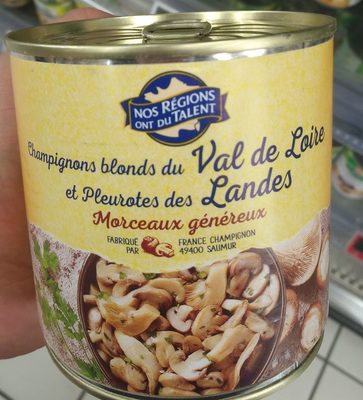 NOS RÉGIONS
ONT DU TALENT
Champignons blonds du Val de Loire
et Pleurotes des Landes
Morceaux généreux
FABRIQUÉ PAR
FRANCE CHAMPIGNON
49400 SAUMUR